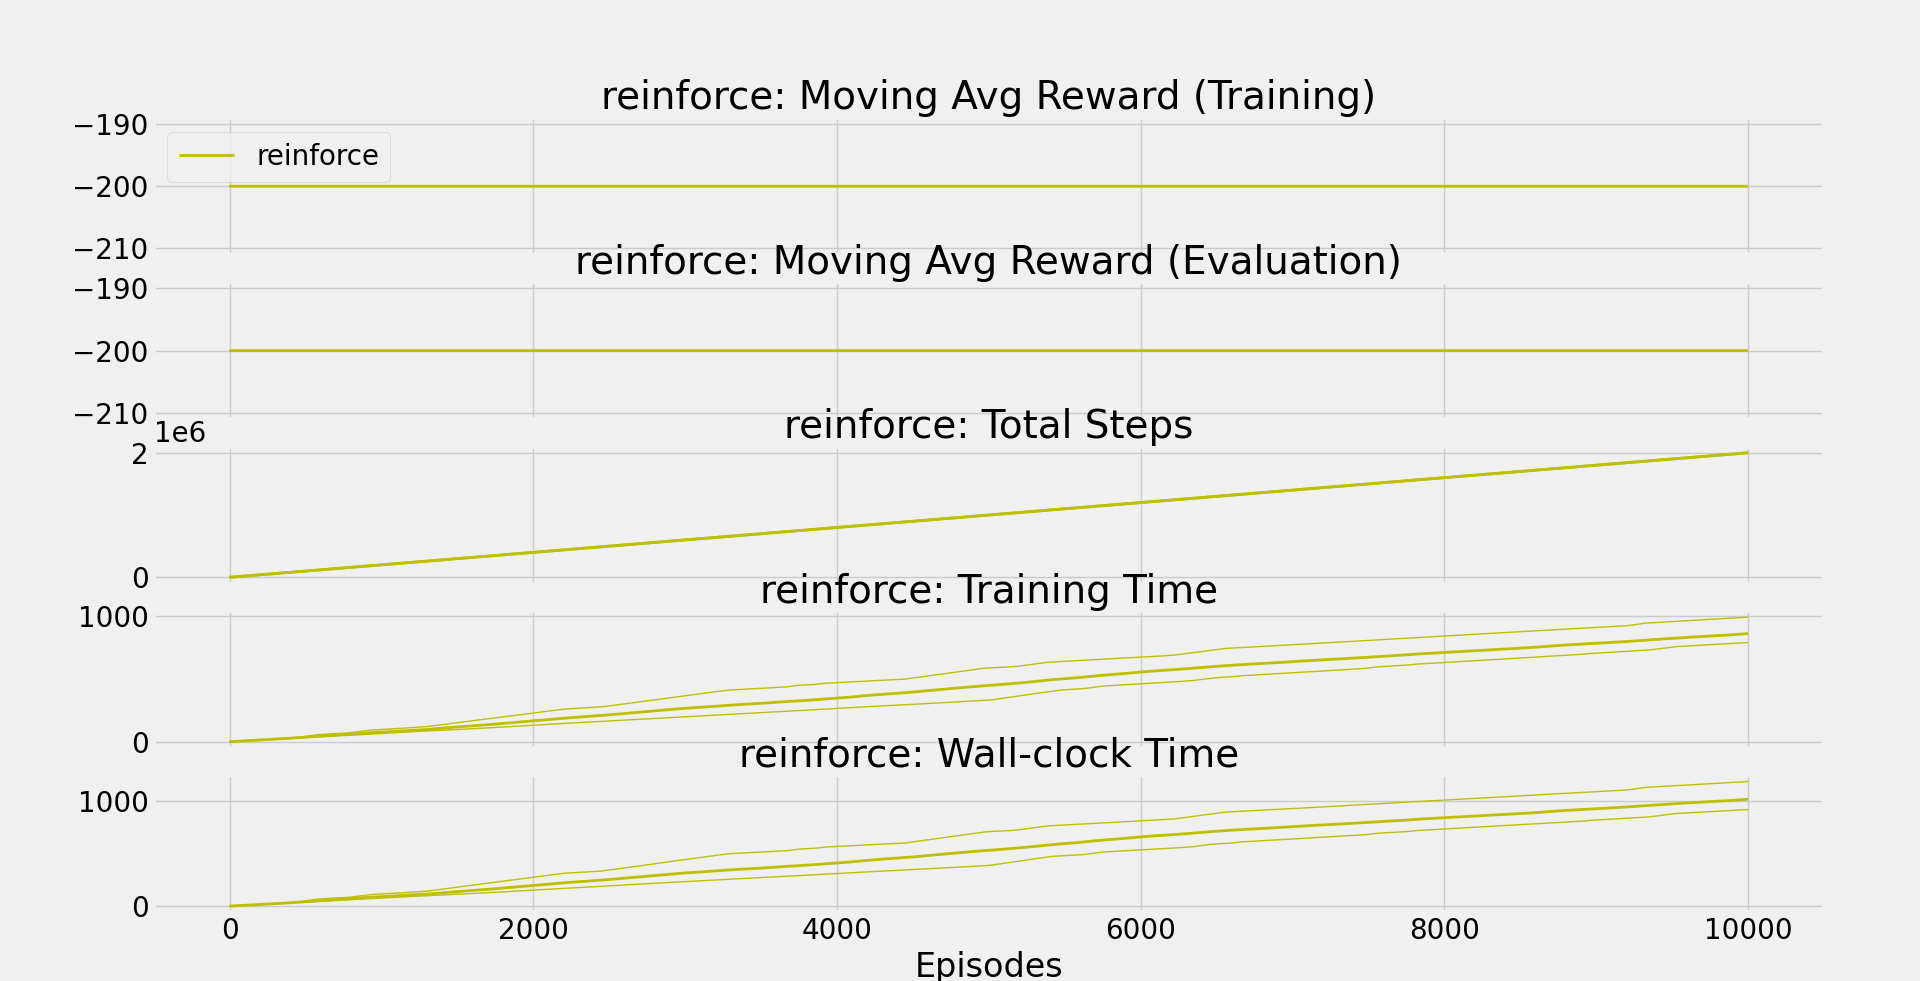 reinforce: Moving Avg Reward (Training)
−190
reinforce
−200
−210
reinforce: Moving Avg Reward (Evaluation)
−190
−200
−210
1e6
reinforce: Total Steps
2
0
reinforce: Training Time
1000
0
reinforce: Wall-clock Time
1000
0
0 2000 4000 6000 8000 10000
Episodes